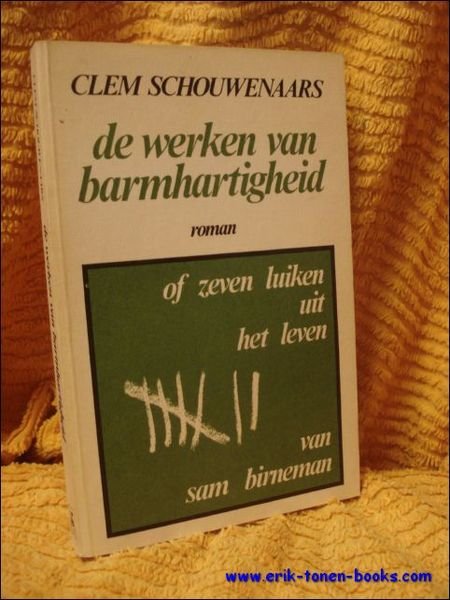 CLEM SCHOUWENAARS
de werken van
barmhartigheid
roman
of zeven luiken
uit
het leven
van
sam birneman
www.erik-tonen-books.com